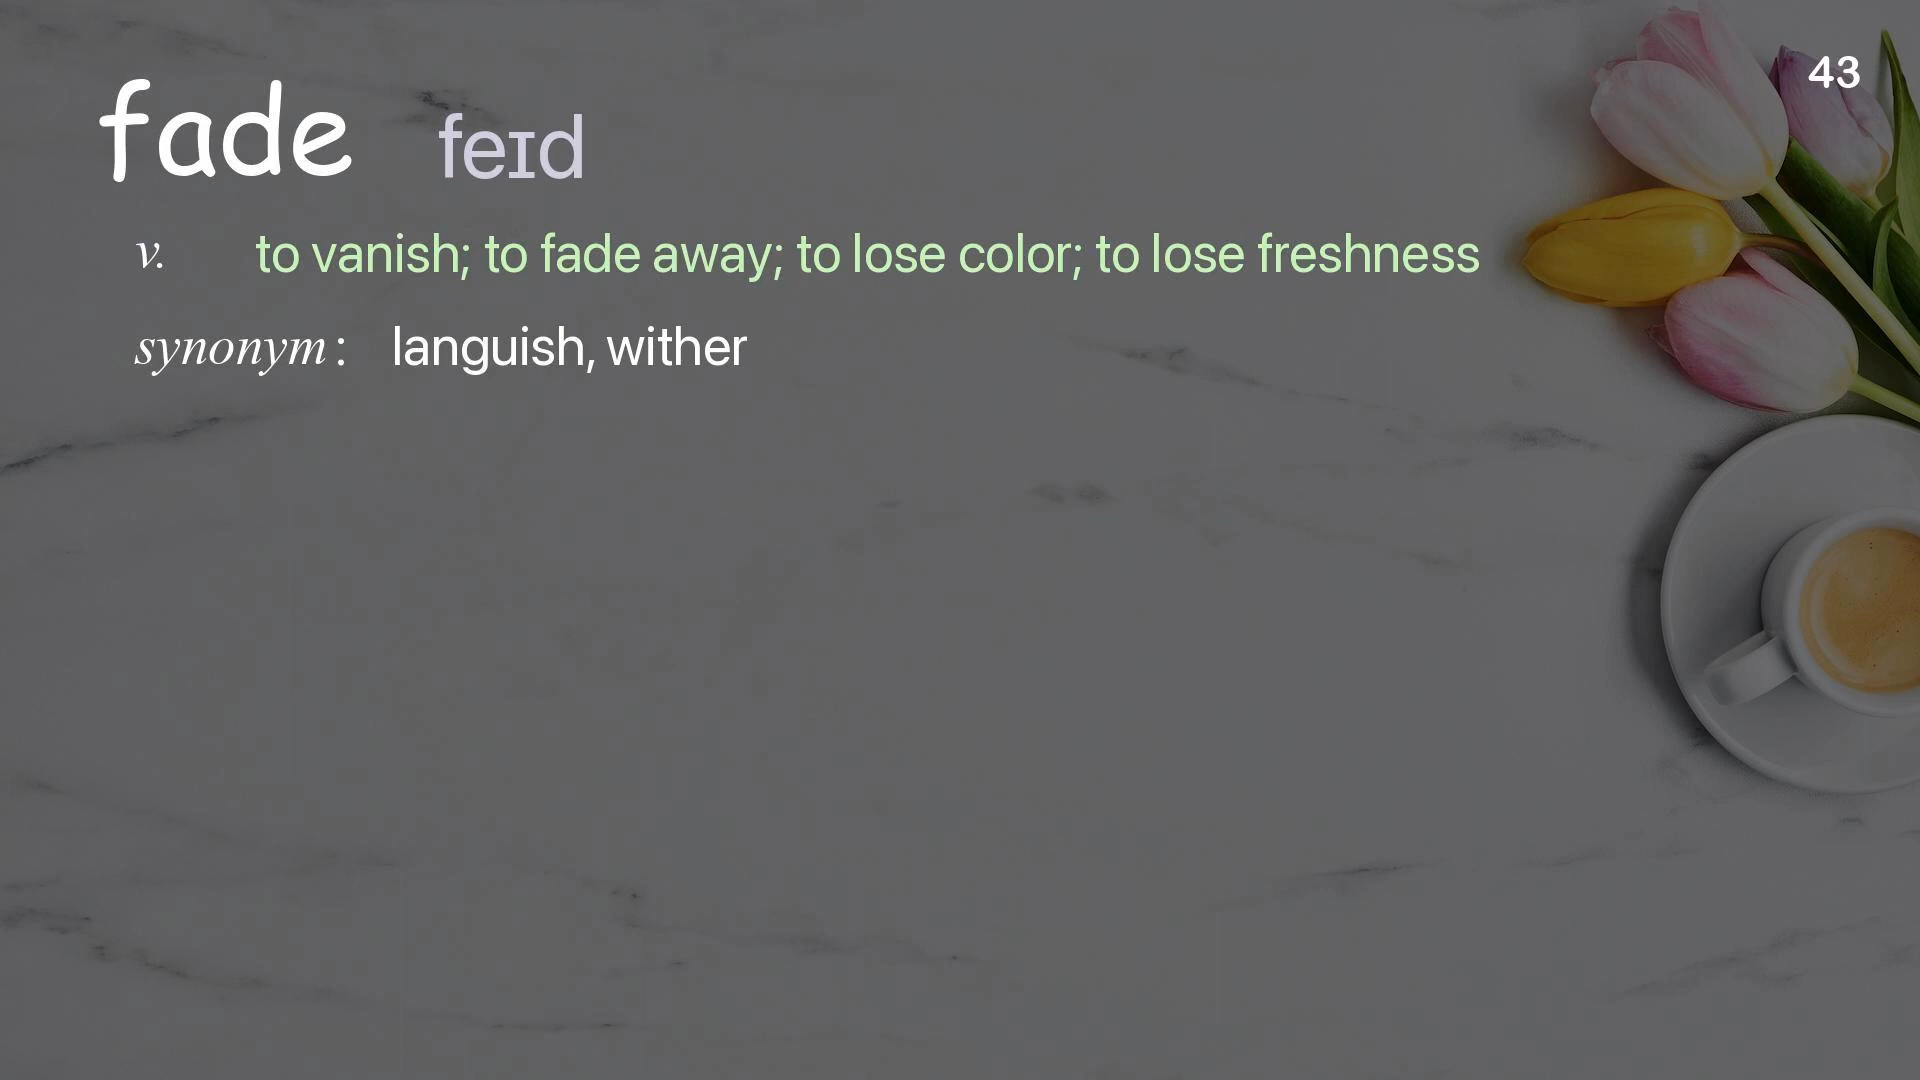 43
fade feɪd
v. to vanish; to fade away; to lose color; to lose freshness
synonym: languish, wither